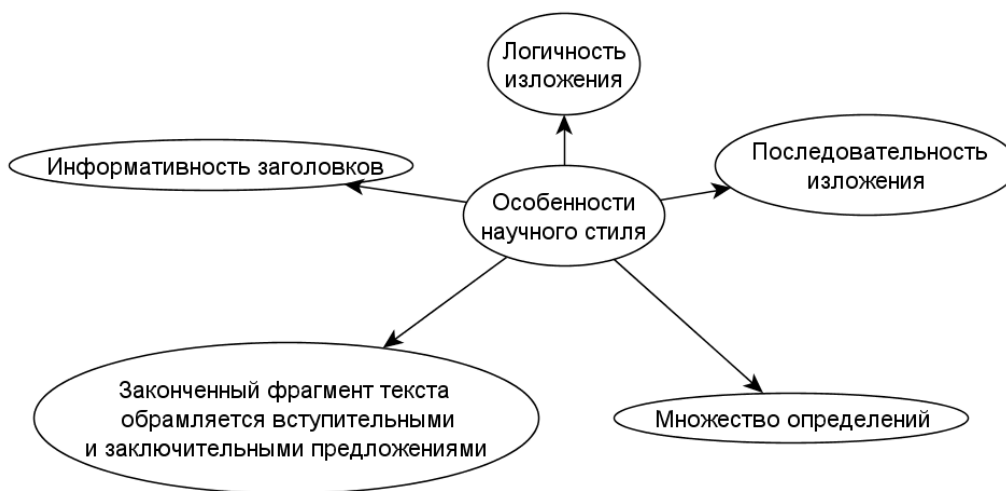 Логичность
изложения
Информативность заголовков
Последовательность
изложения
Особенности
научного стиля
Законченный фрагмент текста
обрамляется вступительными
и заключительными предложениями
Множество определений